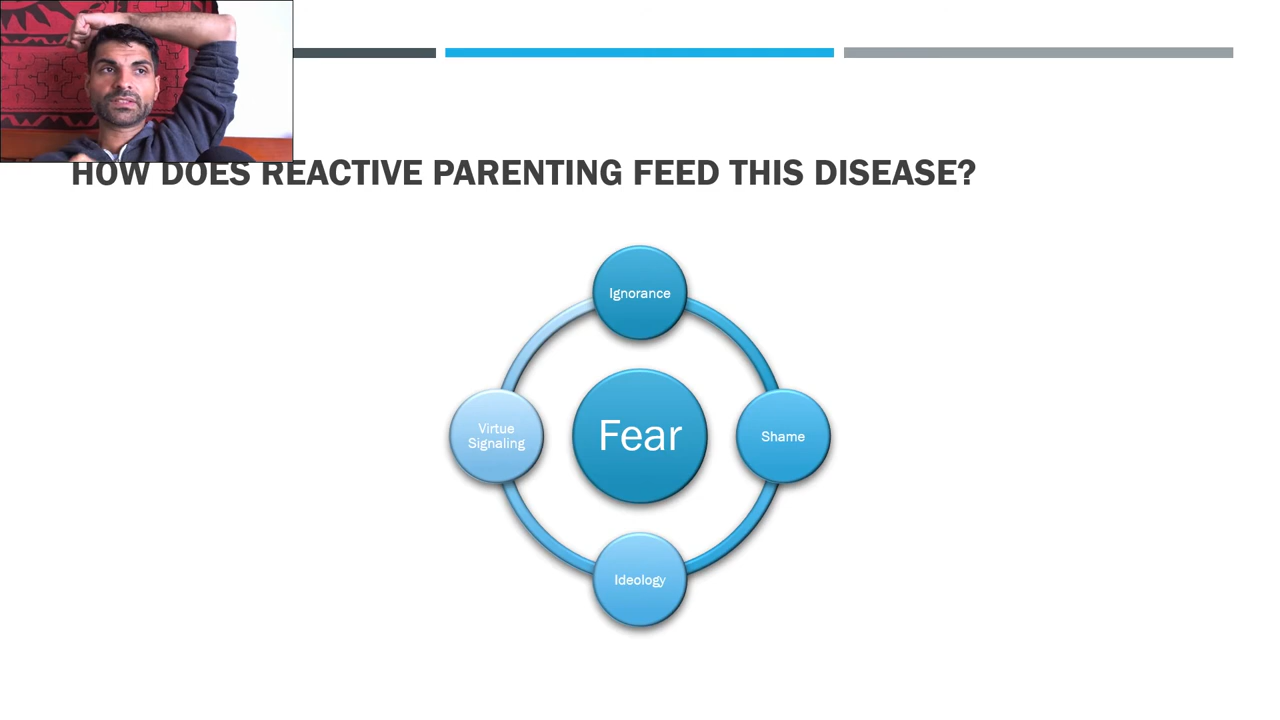 HOW DOES REACTIVE PARENTING FEED THIS DISEASE?
Ignorance
Virtue
Signaling
Fear
Shame
Ideology